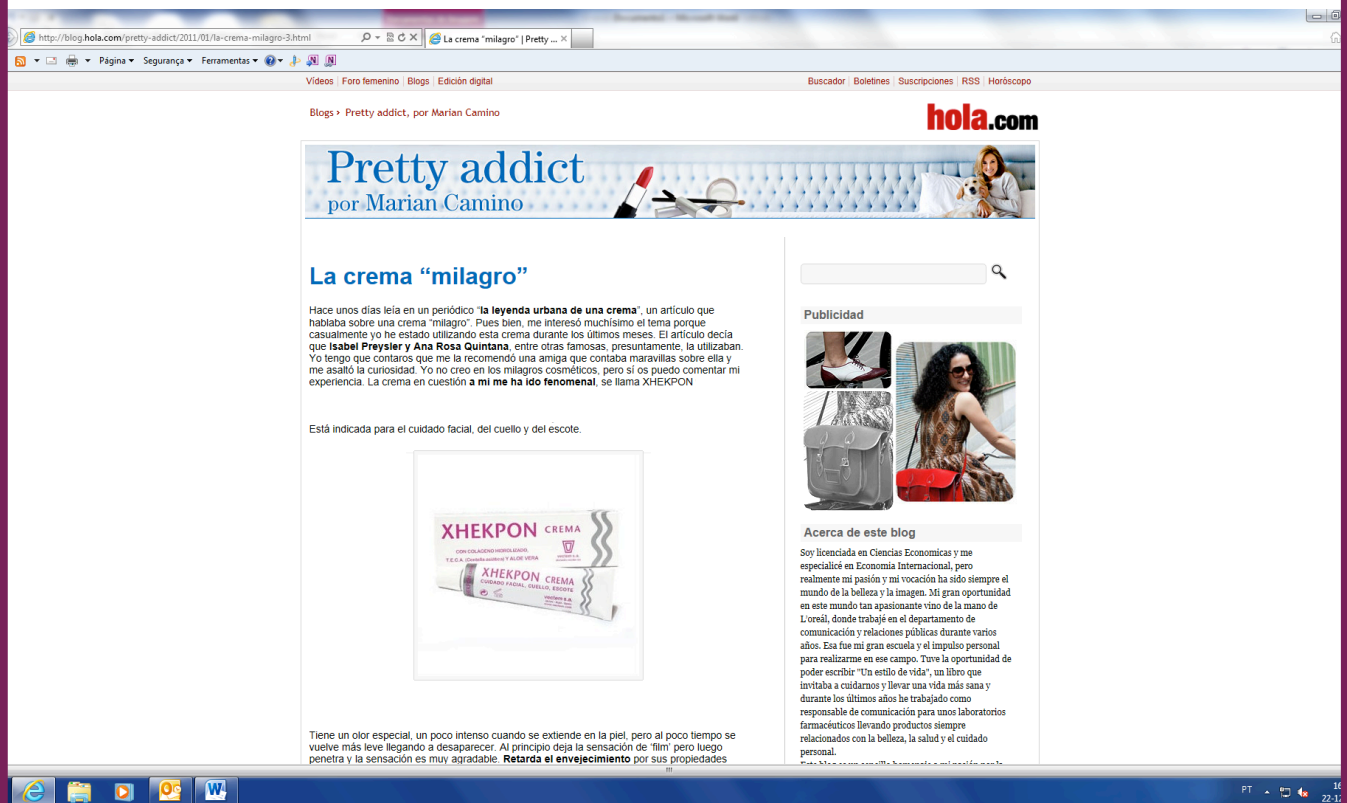 http://blog.hola.com/pretty-addict/2011/01/la-crema-milagro-3.html
La crema "milagro" | Pretty ...
Página Segurança Ferramentas
Vídeos | Foro femenino | Blogs | Edición digital
Buscador | Boletines | Suscripciones | RSS | Horóscopo
Blogs › Pretty addict, por Marian Camino
hola.com
Pretty addict
por Marian Camino
La crema “milagro”
Hace unos días leía en un periódico “la leyenda urbana de una crema”, un artículo que
hablaba sobre una crema “milagro”. Pues bien, me interesó muchísimo el tema porque
casualmente yo he estado utilizando esta crema durante los últimos meses. El artículo decía
que Isabel Preysler y Ana Rosa Quintana, entre otras famosas, presuntamente, la utilizaban.
Yo tengo que contaros que me la recomendó una amiga que contaba maravillas sobre ella y
me asaltó la curiosidad. Yo no creo en los milagros cosméticos, pero sí os puedo comentar mi
experiencia. La crema en cuestión a mi me ha ido fenomenal, se llama XHEKPON
Está indicada para el cuidado facial, del cuello y del escote.
XHEKPON CREMA
CON COLAGENO HIDROLIZADO,
T.E.C.A. (Centella asiática) Y ALOE VERA
XHEKPON CREMA
CUIDADO FACIAL, CUELLO, ESCOTE
Tiene un olor especial, un poco intenso cuando se extiende en la piel, pero al poco tiempo se
vuelve más leve llegando a desaparecer. Al principio deja la sensación de ‘film’ pero luego
penetra y la sensación es muy agradable. Retarda el envejecimiento por sus propiedades
Publicidad
Acerca de este blog
Soy licenciada en Ciencias Economicas y me
especialicé en Economia Internacional, pero
realmente mi pasión y mi vocación ha sido siempre el
mundo de la belleza y la imagen. Mi gran oportunidad
en este mundo tan apasionante vino de la mano de
L'oreál, donde trabajé en el departamento de
comunicación y relaciones públicas durante varios
años. Esa fue mi gran escuela y el impulso personal
para realizarme en ese campo. Tuve la oportunidad de
poder escribir "Un estilo de vida", un libro que
invitaba a cuidarnos y llevar una vida más sana y
durante los últimos años he trabajado como
responsable de comunicación para unos laboratorios
farmacéuticos llevando productos siempre
relacionados con la belleza, la salud y el cuidado
personal.
PT